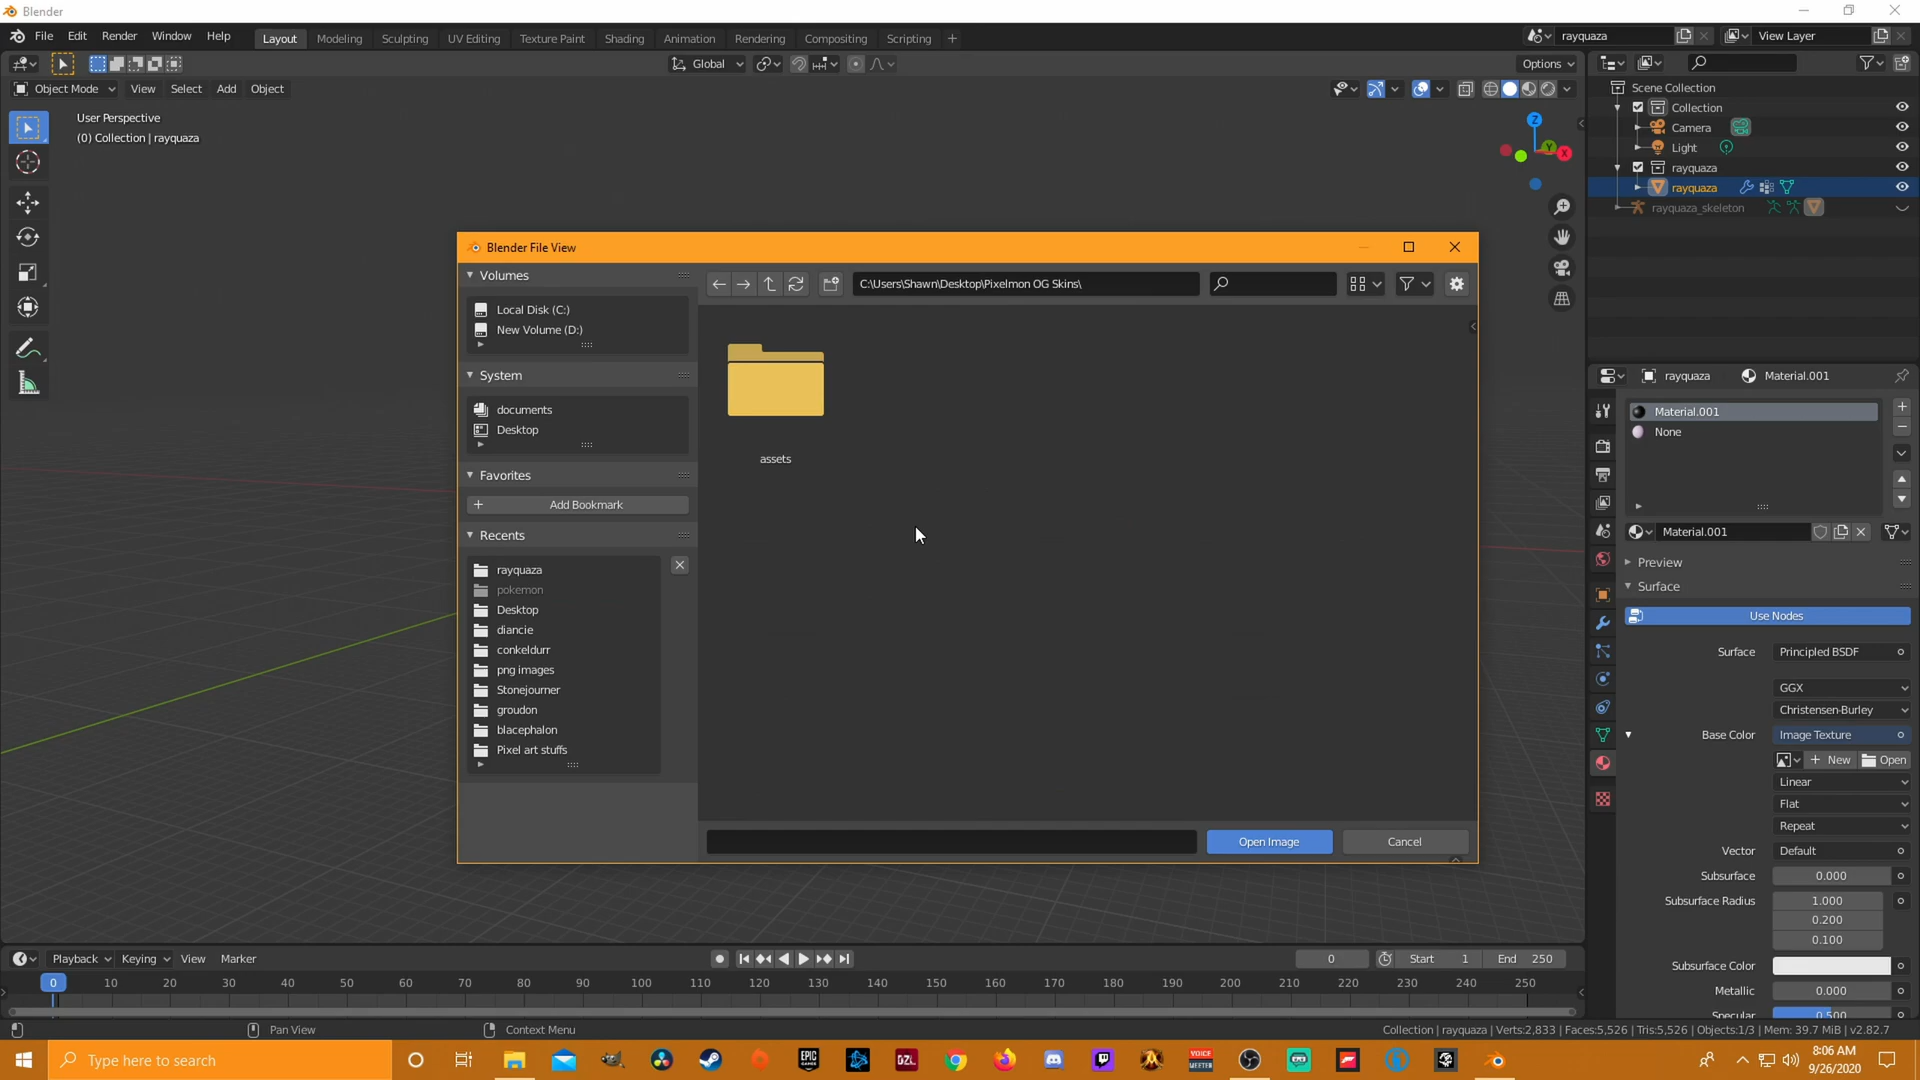 Blender
File Edit Render Window Help
Layout Modeling Sculpting UV Editing Texture Paint Shading Animation Rendering Compositing Scripting +
rayquaza
View Layer
Global
Options
Object Mode View Select Add Object
User Perspective
(0) Collection | rayquaza
Z
Y
X
Scene Collection
Collection
Camera
Light
rayquaza
rayquaza
rayquaza_skeleton
Blender File View
Volumes
Local Disk (C:)
New Volume (D:)
System
documents
Desktop
Favorites
+ Add Bookmark
Recents
rayquaza
pokemon
Desktop
diancie
conkeldurr
png images
Stonejourner
groudon
blacephalon
Pixel art stuffs
C:\Users\Shawn\Desktop\Pixelmon OG Skins\
assets
Open Image
Cancel
rayquaza Material.001
Material.001
None
Material.001
Preview
Surface
Use Nodes
Surface Principled BSDF
GGX
Christensen-Burley
Base Color Image Texture
+ New Open
Linear
Flat
Repeat
Vector Default
Subsurface 0.000
Subsurface Radius 1.000
0.200
0.100
Subsurface Color
Metallic 0.000
Specular 0.500
Playback Keying View Marker
0 Start 1 End 250
0 10 20 30 40 50 60 70 80 90 100 110 120 130 140 150 160 170 180 190 200 210 220 230 240 250
Pan View
Context Menu
Collection | rayquaza | Verts:2,833 | Faces:5,526 | Tris:5,526 | Objects:1/3 | Mem: 39.7 MiB | v2.82.7
Type here to search
EPIC GAMES
DZL
VOICE MEETER
8:06 AM
9/26/2020